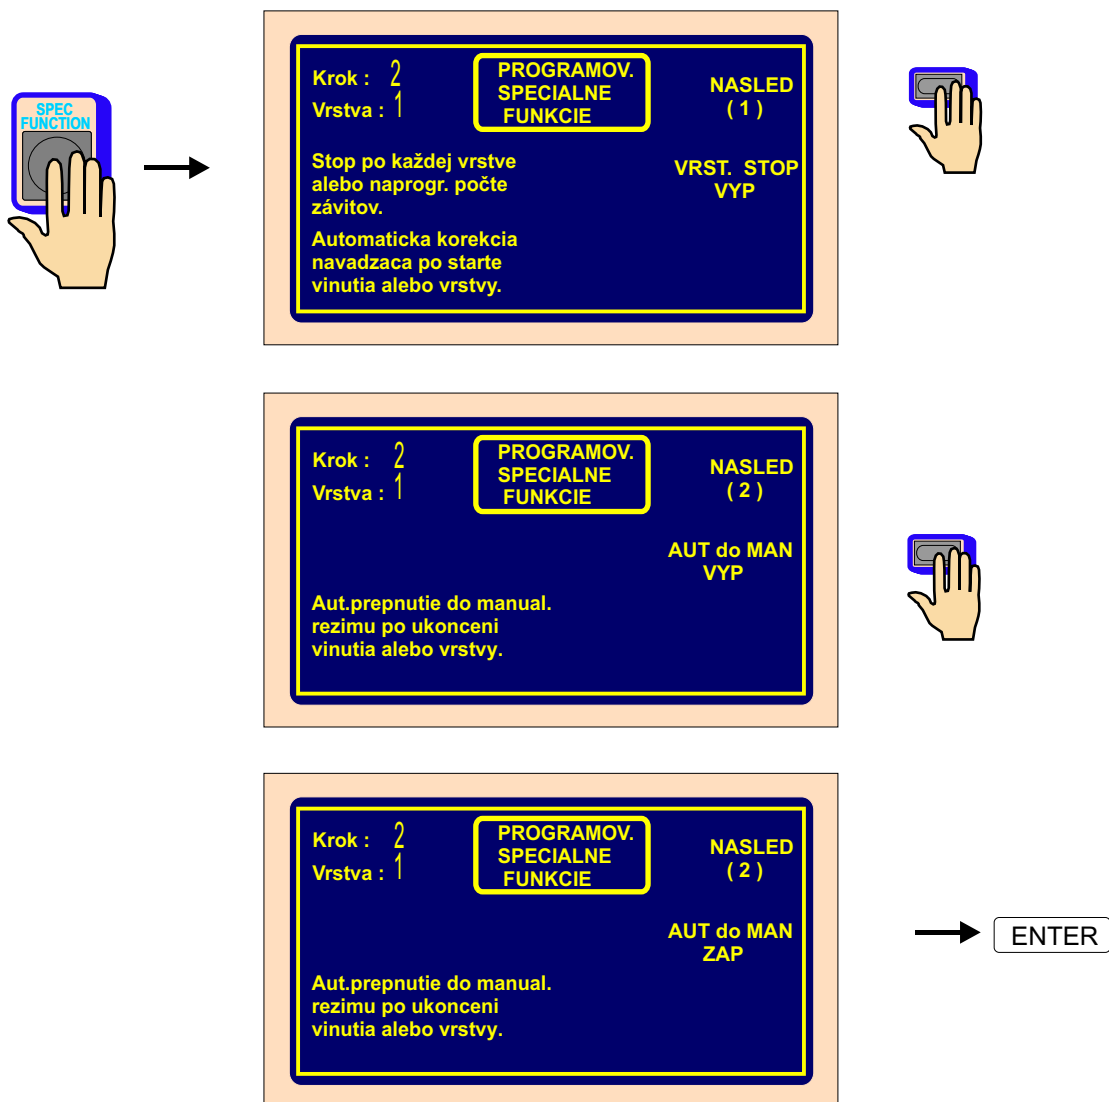 SPEC
FUNCTION
Krok : 2
Vrstva : 1
PROGRAMOV.
SPECIALNE
FUNKCIE
NASLED
( 1 )
Stop po každej vrstve
alebo naprogr. počte
závitov.
VRST. STOP
VYP
Automaticka korekcia
navadzaca po starte
vinutia alebo vrstvy.
Krok : 2
Vrstva : 1
PROGRAMOV.
SPECIALNE
FUNKCIE
NASLED
( 2 )
AUT do MAN
VYP
Aut.prepnutie do manual.
rezimu po ukonceni
vinutia alebo vrstvy.
Krok : 2
Vrstva : 1
PROGRAMOV.
SPECIALNE
FUNKCIE
NASLED
( 2 )
AUT do MAN
ZAP
ENTER
Aut.prepnutie do manual.
rezimu po ukonceni
vinutia alebo vrstvy.